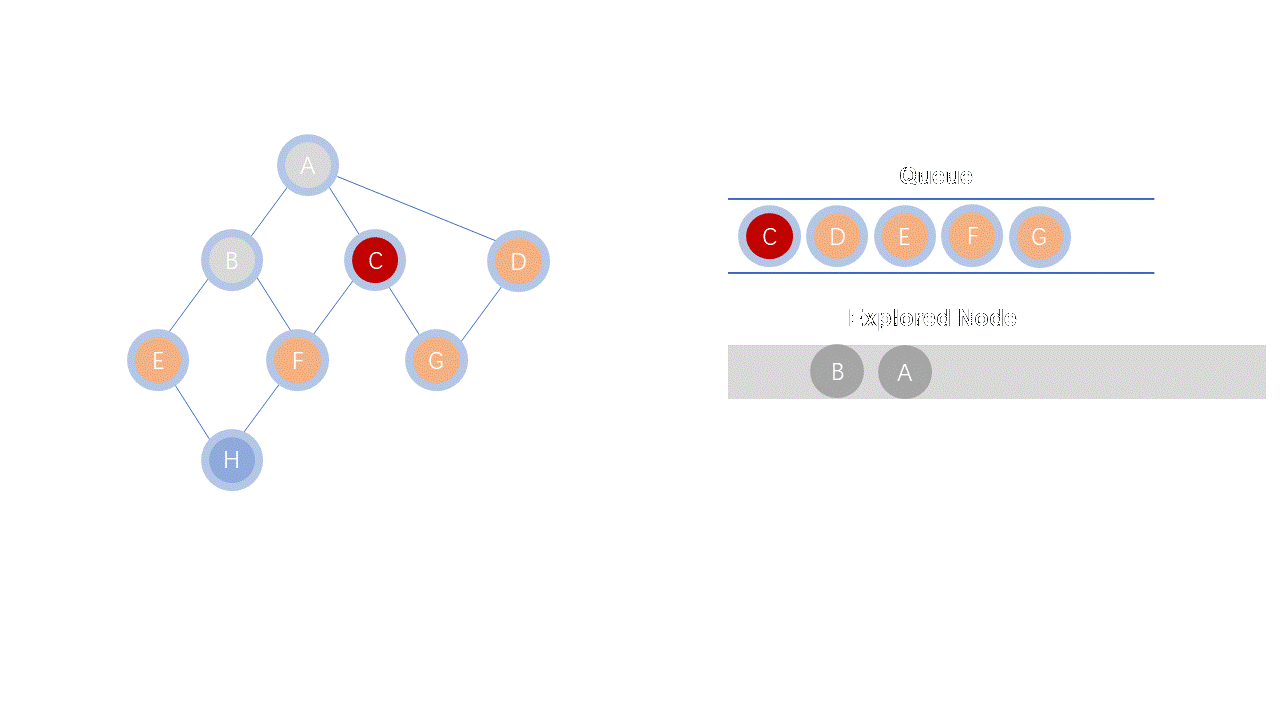 A
B C D
E F G
H
Queue
C D E F G
Explored Node
B A